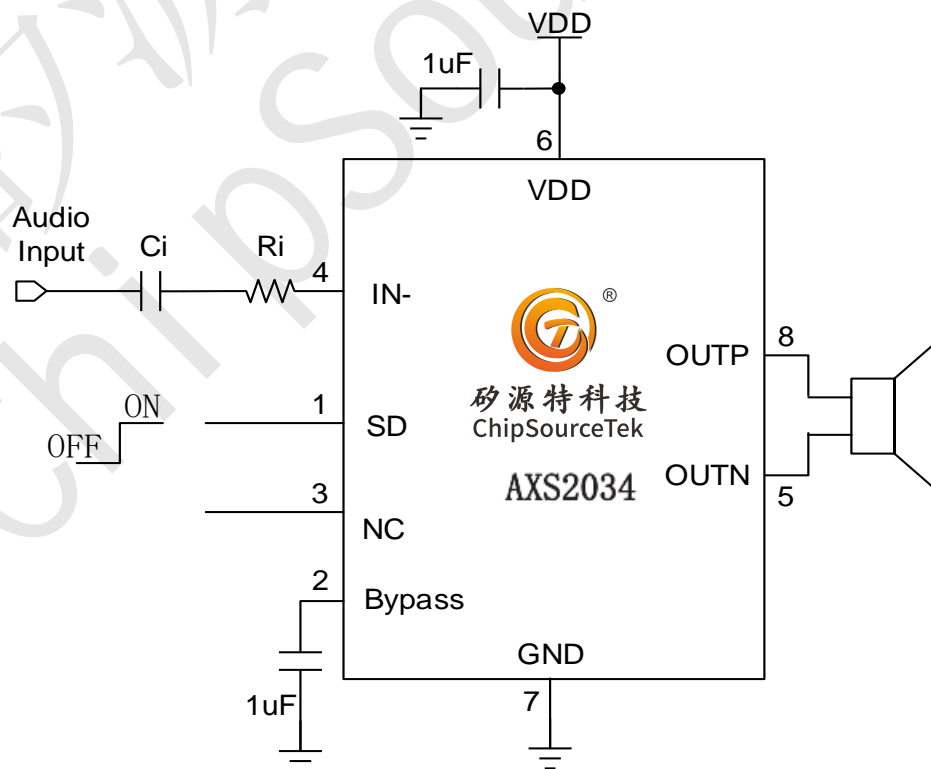 VDD
1uF
6
VDD
Audio
Input
Ci
Ri
4
IN-
®
8
OUTP
矽源特科技
ChipSourceTek
ON
OFF
1
SD
AXS2034
OUTN
5
3
NC
2
Bypass
GND
1uF
7
ChipSou